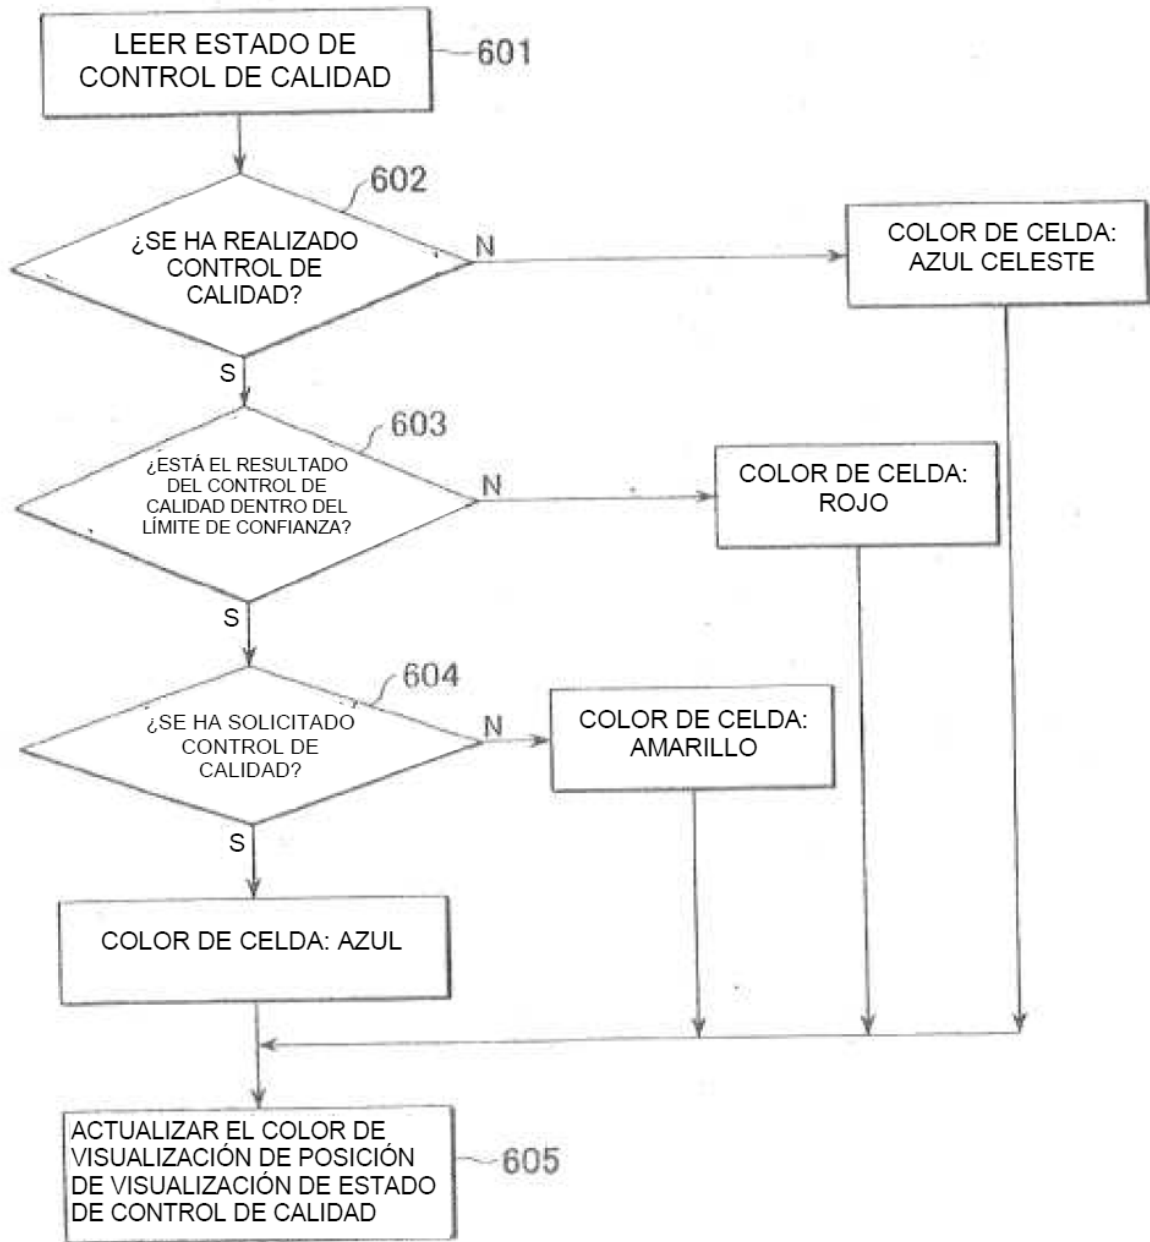 LEER ESTADO DE
CONTROL DE CALIDAD
601
602
¿SE HA REALIZADO
CONTROL DE
CALIDAD?
N
COLOR DE CELDA:
AZUL CELESTE
S
603
¿ESTÁ EL RESULTADO
DEL CONTROL DE
CALIDAD DENTRO DEL
LÍMITE DE CONFIANZA?
N
COLOR DE CELDA:
ROJO
S
604
¿SE HA SOLICITADO
CONTROL DE
CALIDAD?
N
COLOR DE CELDA:
AMARILLO
S
COLOR DE CELDA: AZUL
ACTUALIZAR EL COLOR DE
VISUALIZACIÓN DE POSICIÓN
DE VISUALIZACIÓN DE ESTADO
DE CONTROL DE CALIDAD
605